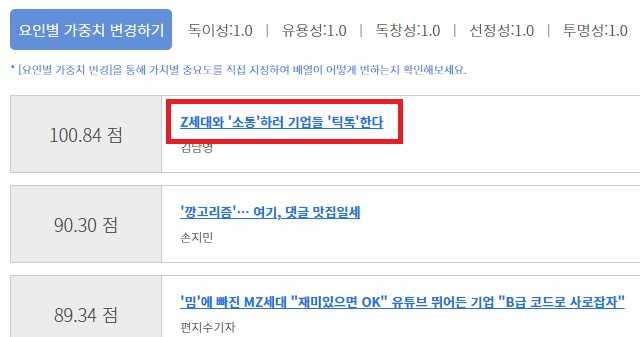 요인별 가중치 변경하기 독이성:1.0 | 유용성:1.0 | 독창성:1.0 | 선정성:1.0 | 투명성:1.0
* [요인별 가중치 변경]을 통해 가치별 중요도를 직접 지정하여 배열이 어떻게 변하는지 확인해보세요.
100.84 점
Z세대와 '소통'하러 기업들 '틱톡'한다
김남영
90.30 점
'깡고리즘'… 여기, 댓글 맛집일세
손지민
89.34 점
'밈'에 빠진 MZ세대 "재미있으면 OK" 유튜브 뛰어든 기업 "B급 코드로 사로잡자"
편지수기자